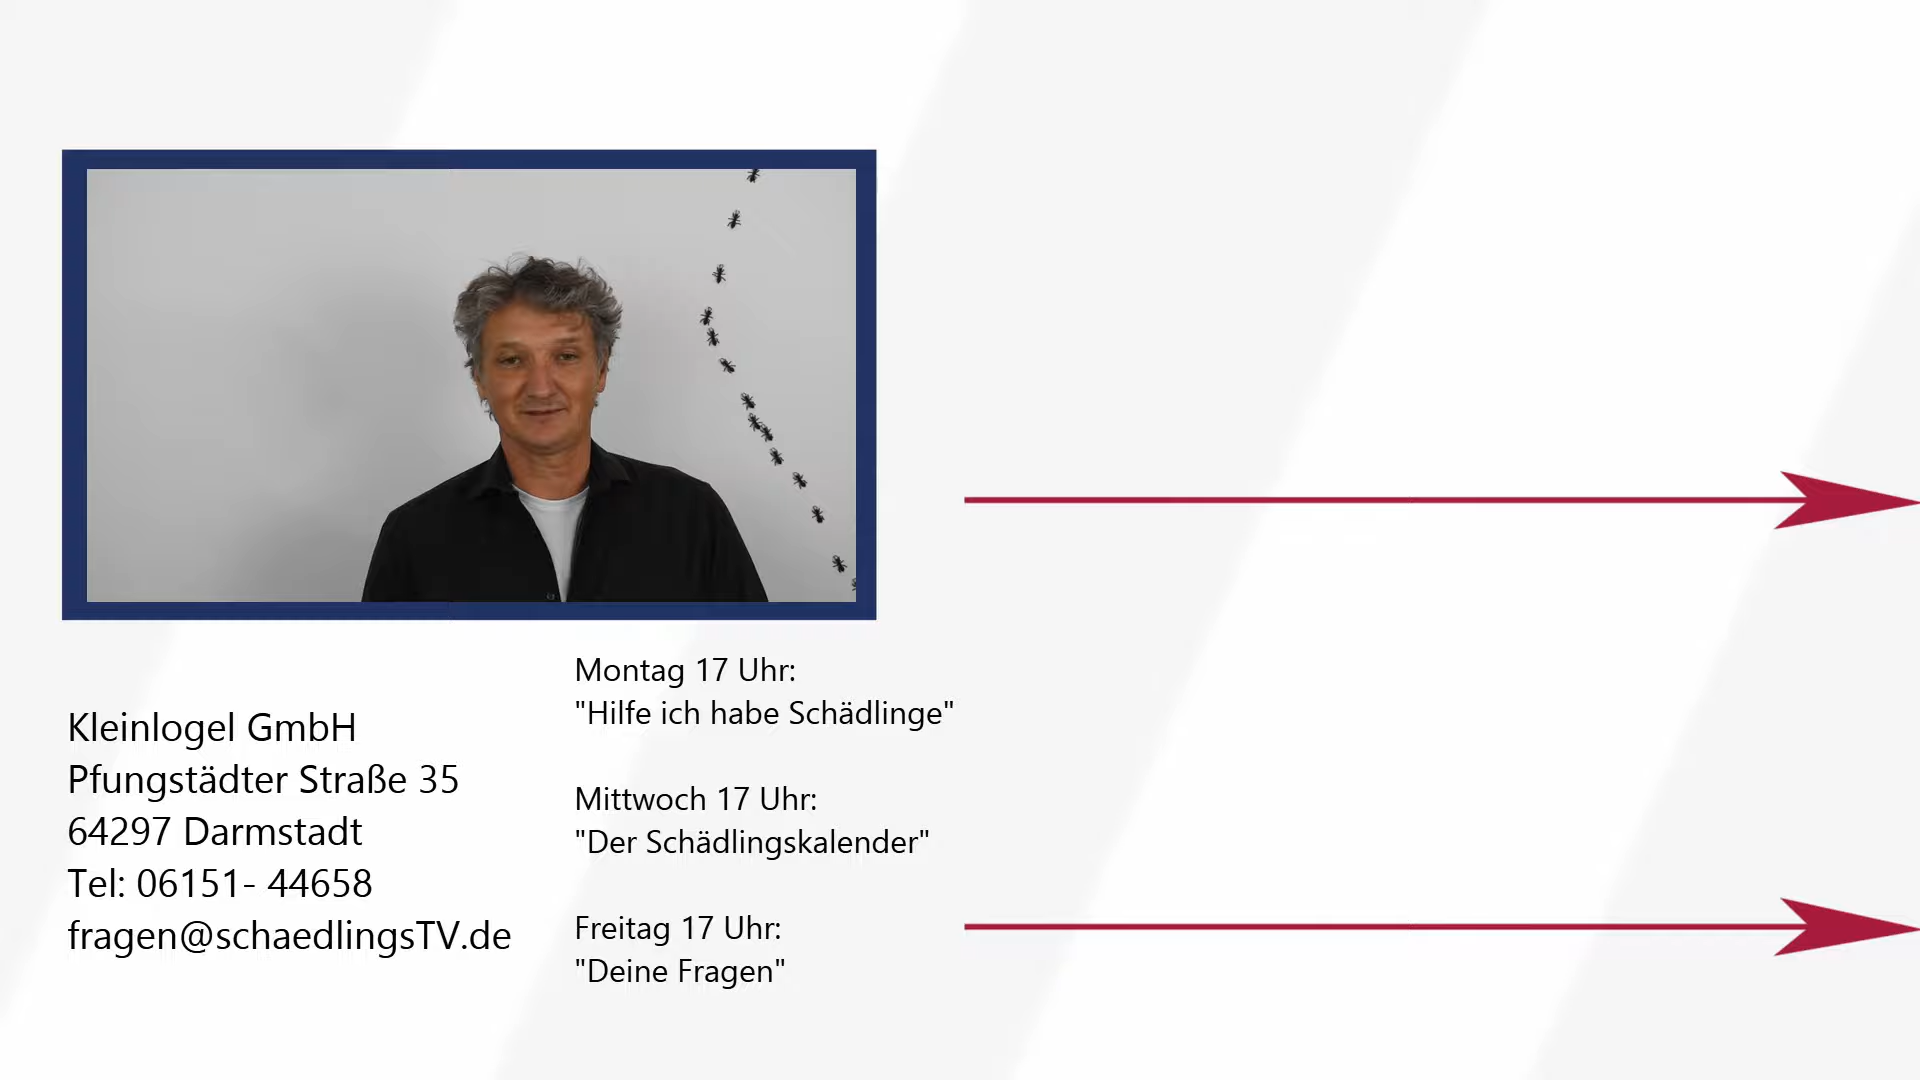 Kleinlogel GmbH
Pfungstädter Straße 35
64297 Darmstadt
Tel: 06151- 44658
fragen@schaedlingsTV.de
Montag 17 Uhr:
"Hilfe ich habe Schädlinge"
Mittwoch 17 Uhr:
"Der Schädlingskalender"
Freitag 17 Uhr:
"Deine Fragen"